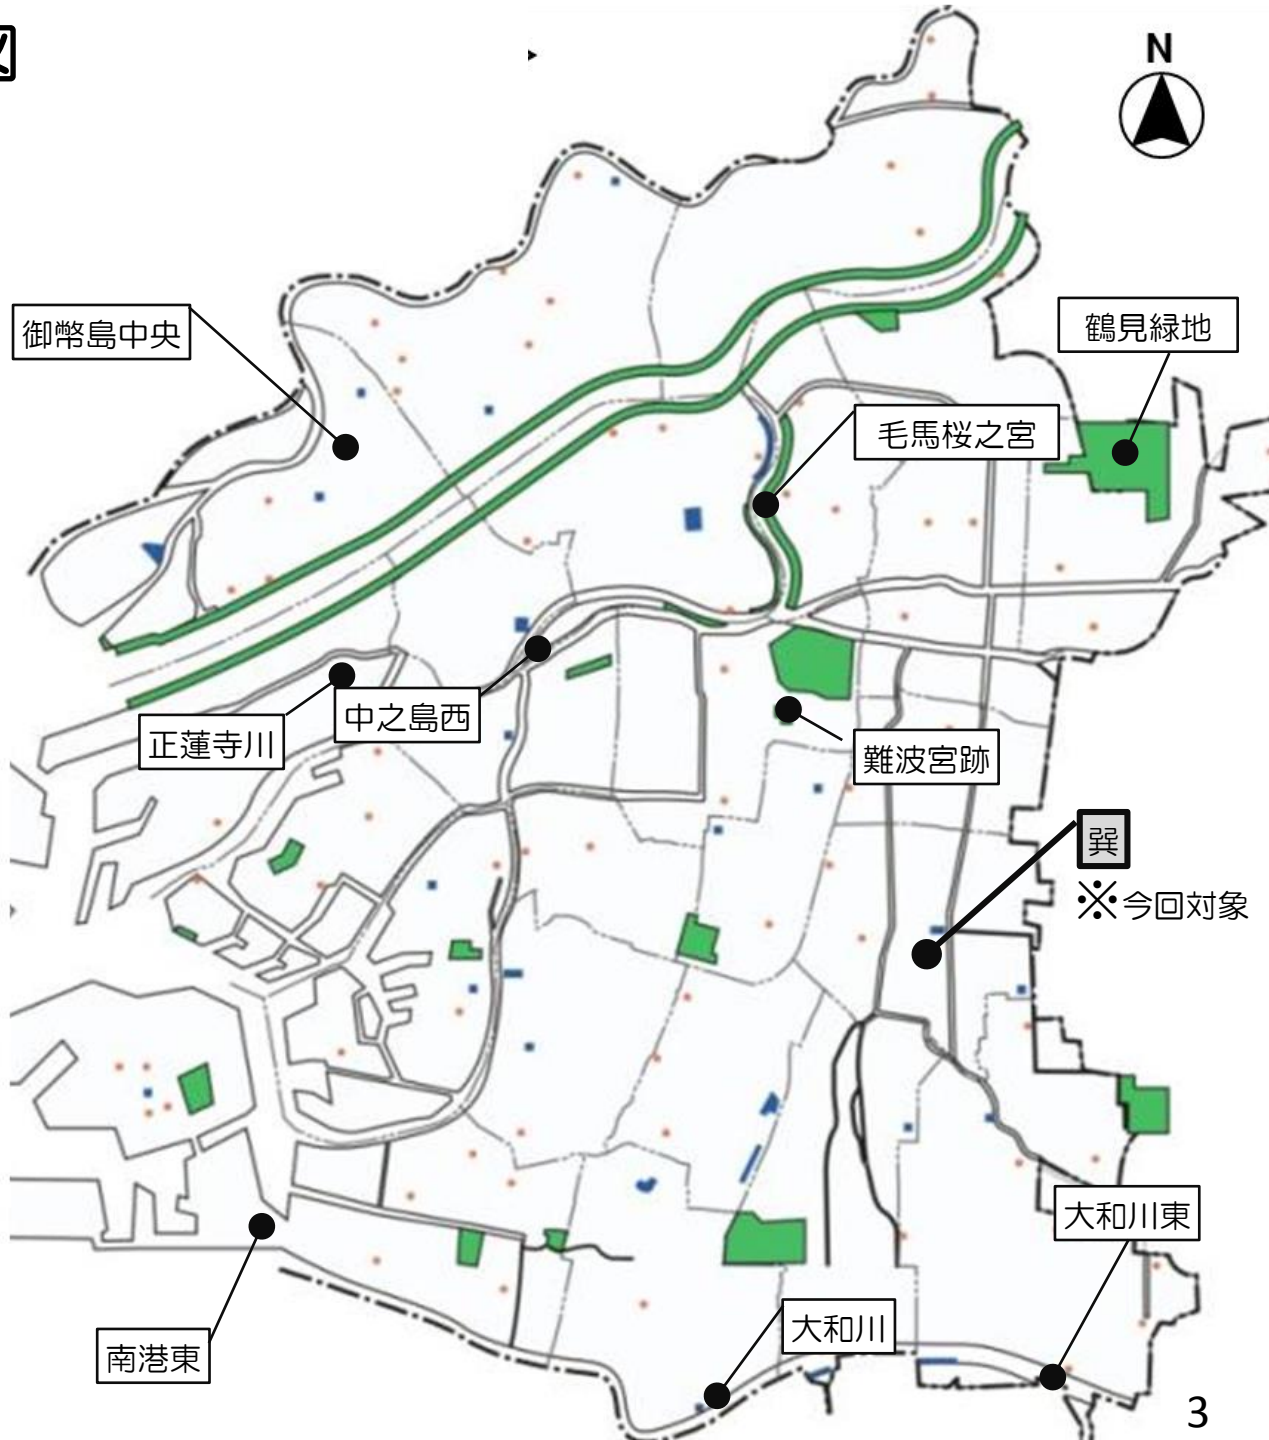 N
御幣島中央
鶴見緑地
毛馬桜之宮
中之島西
正蓮寺川
難波宮跡
巽
※今回対象
大和川東
大和川
南港東
3